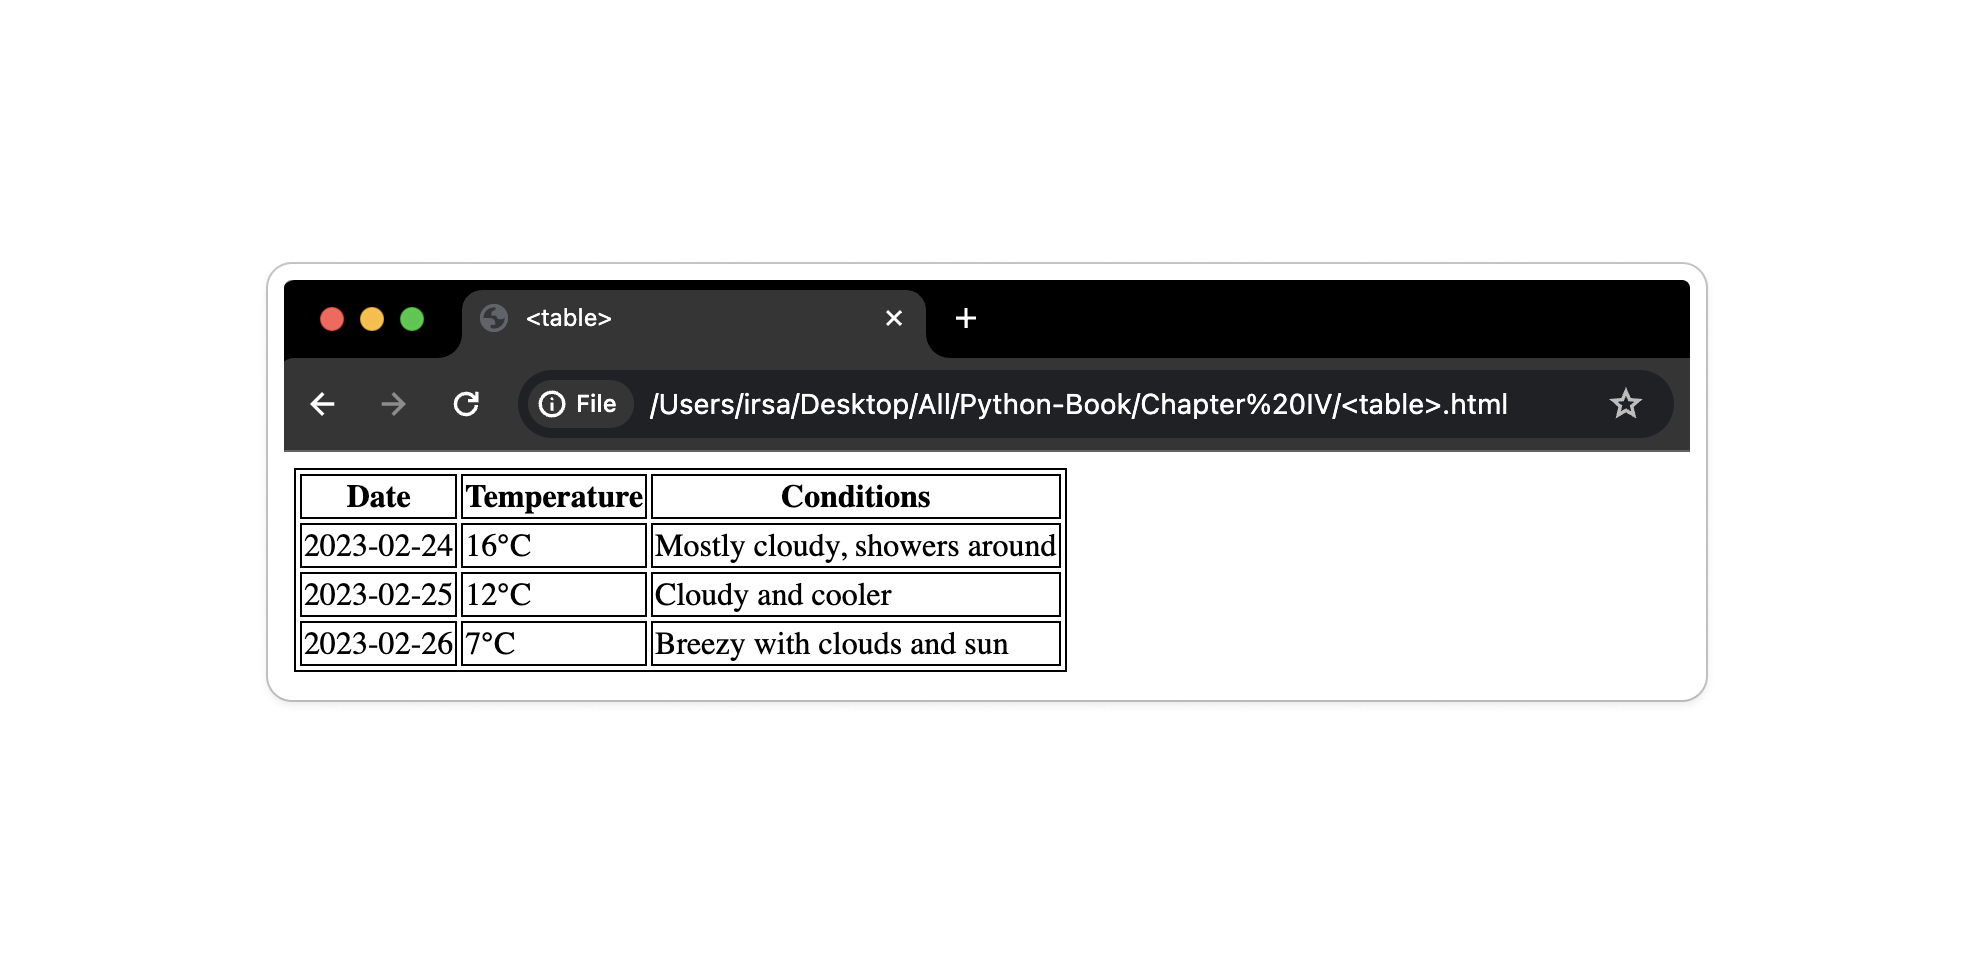 <table>
File /Users/irsa/Desktop/All/Python-Book/Chapter%20IV/<table>.html
Date Temperature Conditions
2023-02-24 16°C Mostly cloudy, showers around
2023-02-25 12°C Cloudy and cooler
2023-02-26 7°C Breezy with clouds and sun